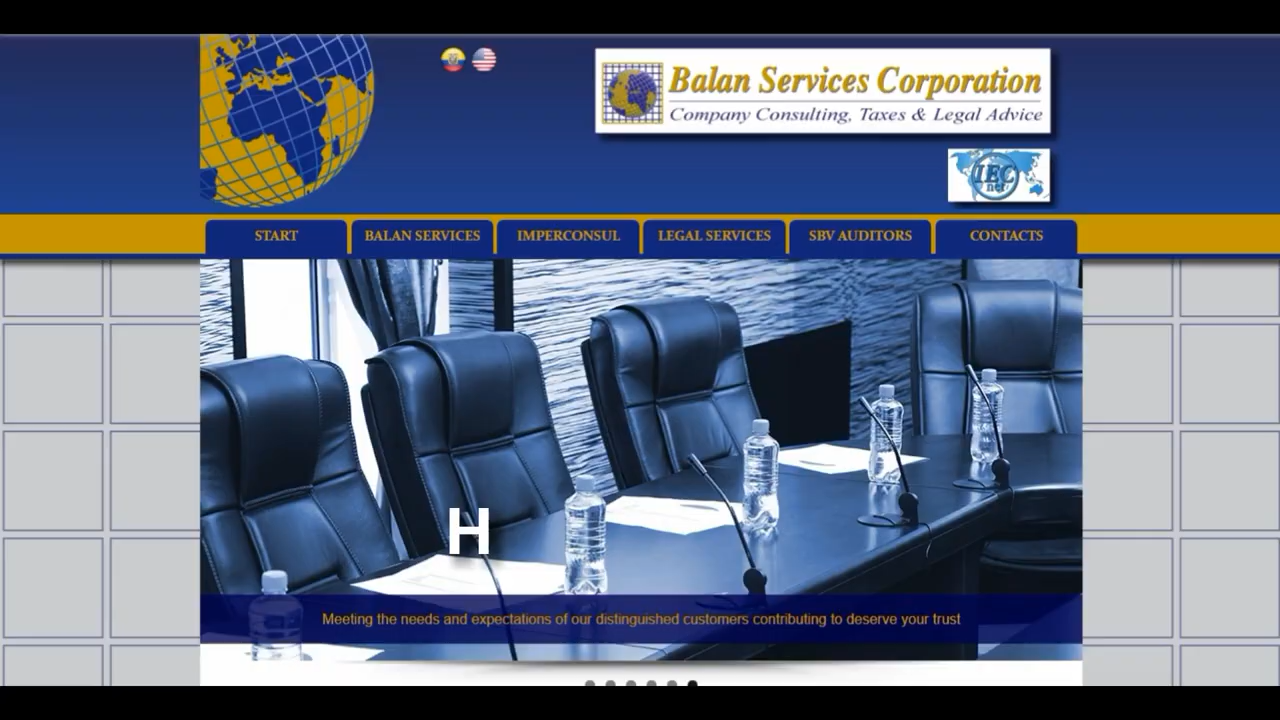 Balan Services Corporation
Company Consulting, Taxes & Legal Advice
IEC
net
START BALAN SERVICES IMPERCONSUL LEGAL SERVICES SBV AUDITORS CONTACTS
H
Meeting the needs and expectations of our distinguished customers contributing to deserve your trust